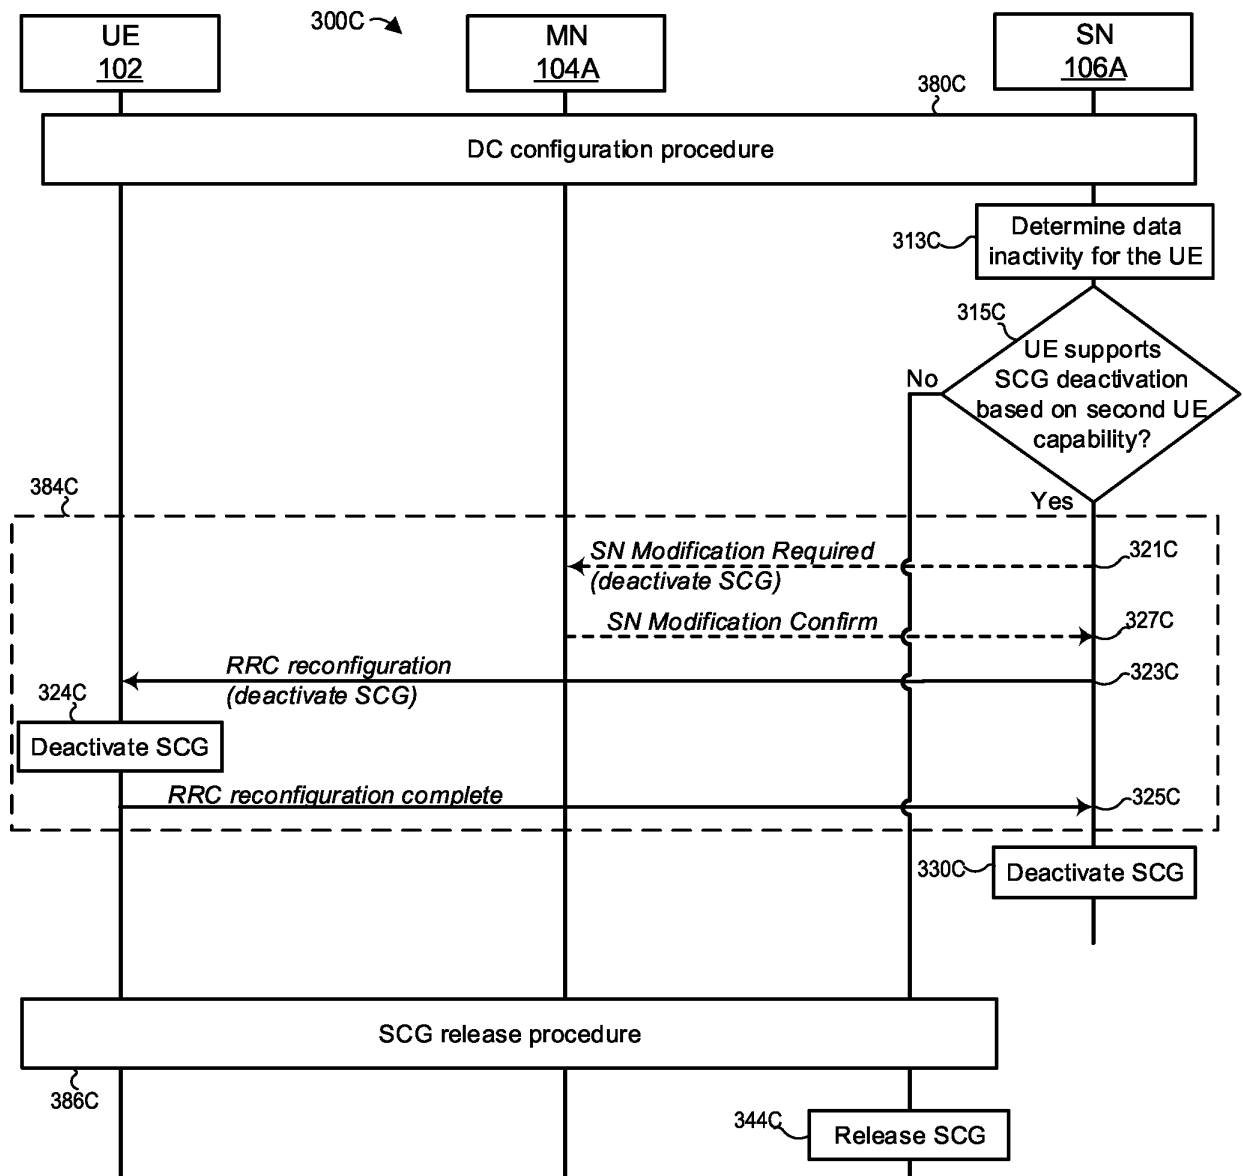 300C
UE
102
MN
104A
SN
106A
380C
DC configuration procedure
313C
Determine data
inactivity for the UE
315C
UE supports
SCG deactivation
based on second UE
capability?
No
Yes
384C
SN Modification Required
(deactivate SCG)
321C
SN Modification Confirm
327C
RRC reconfiguration
(deactivate SCG)
323C
324C
Deactivate SCG
RRC reconfiguration complete
325C
330C
Deactivate SCG
SCG release procedure
386C
344C
Release SCG